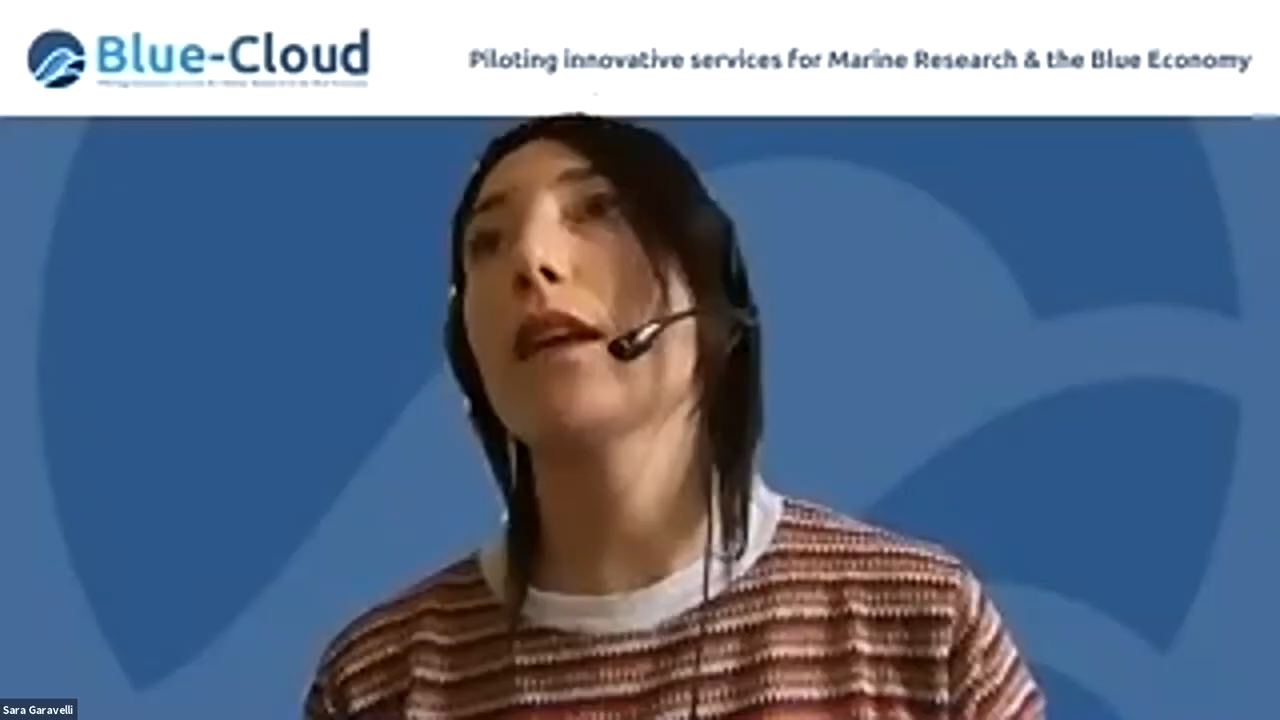 Blue-Cloud
Piloting innovative services for Marine Research & the Blue Economy
Sara Garavelli